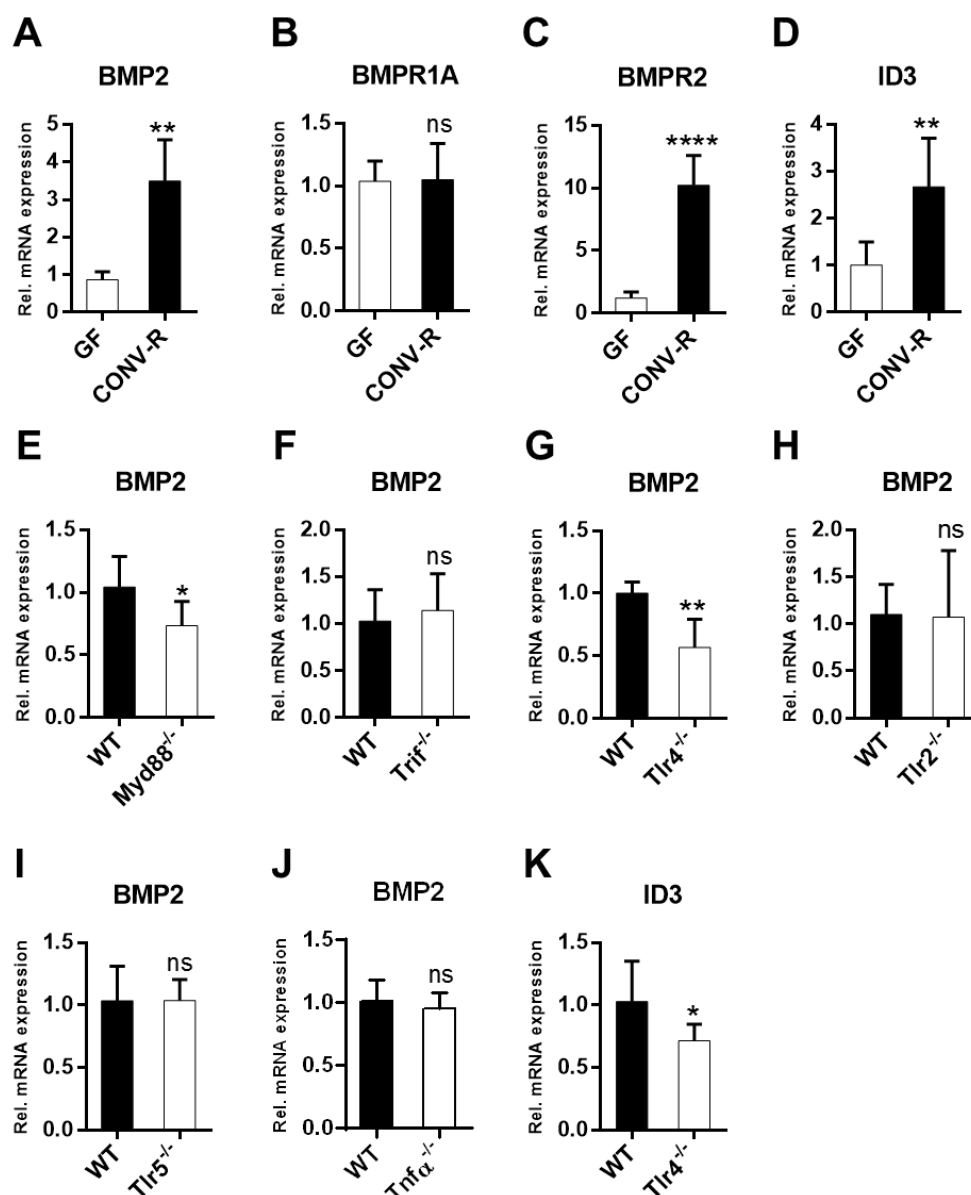 A
BMP2
Rel. mRNA expression
5
4
3
2
1
0
**
GF
CONV-R
B
BMPR1A
Rel. mRNA expression
1.5
1.0
0.5
0.0
ns
GF
CONV-R
C
BMPR2
Rel. mRNA expression
15
10
5
0
****
GF
CONV-R
D
ID3
Rel. mRNA expression
4
3
2
1
0
**
GF
CONV-R
E
BMP2
Rel. mRNA expression
1.5
1.0
0.5
0.0
*
WT
Myd88-/-
F
BMP2
Rel. mRNA expression
2.0
1.5
1.0
0.5
0.0
ns
WT
Trif-/-
G
BMP2
Rel. mRNA expression
1.5
1.0
0.5
0.0
**
WT
Tlr4-/-
H
BMP2
Rel. mRNA expression
2.0
1.5
1.0
0.5
0.0
ns
WT
Tlr2-/-
I
BMP2
Rel. mRNA expression
1.5
1.0
0.5
0.0
ns
WT
Tlr5-/-
J
BMP2
Rel. mRNA expression
1.5
1.0
0.5
0.0
ns
WT
Tnfα-/-
K
ID3
Rel. mRNA expression
1.5
1.0
0.5
0.0
*
WT
Tlr4-/-